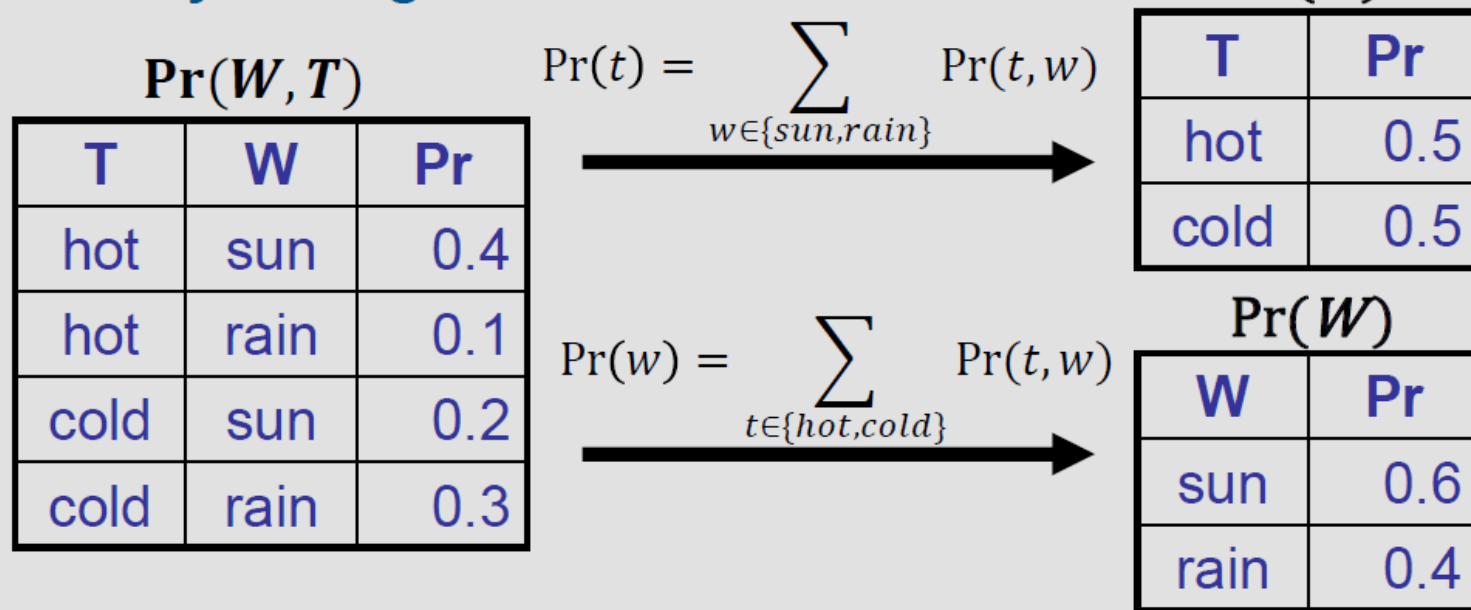 Pr(W, T)
T W Pr
hot sun 0.4
hot rain 0.1
cold sun 0.2
cold rain 0.3
Pr(t) = ∑ Pr(t, w)
w∈{sun,rain}
Pr(w) = ∑ Pr(t, w)
t∈{hot,cold}
T Pr
hot 0.5
cold 0.5
Pr(W)
W Pr
sun 0.6
rain 0.4